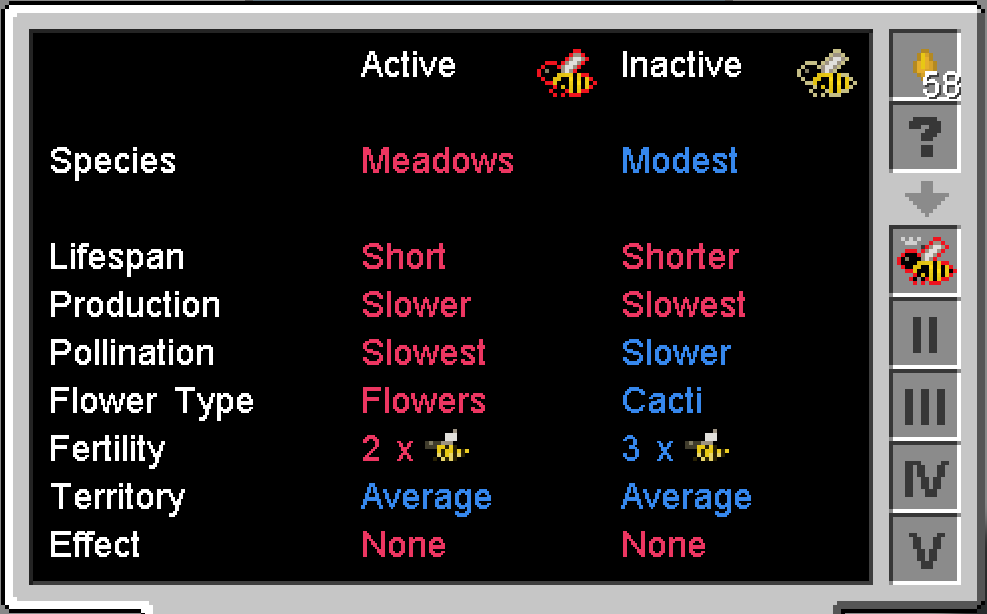 Active Inactive
58
?
Species Meadows Modest
Lifespan Short Shorter
Production Slower Slowest
II
Pollination Slowest Slower
Flower Type Flowers Cacti
III
Fertility 2 x 3 x
IV
Territory Average Average
Effect None None
V